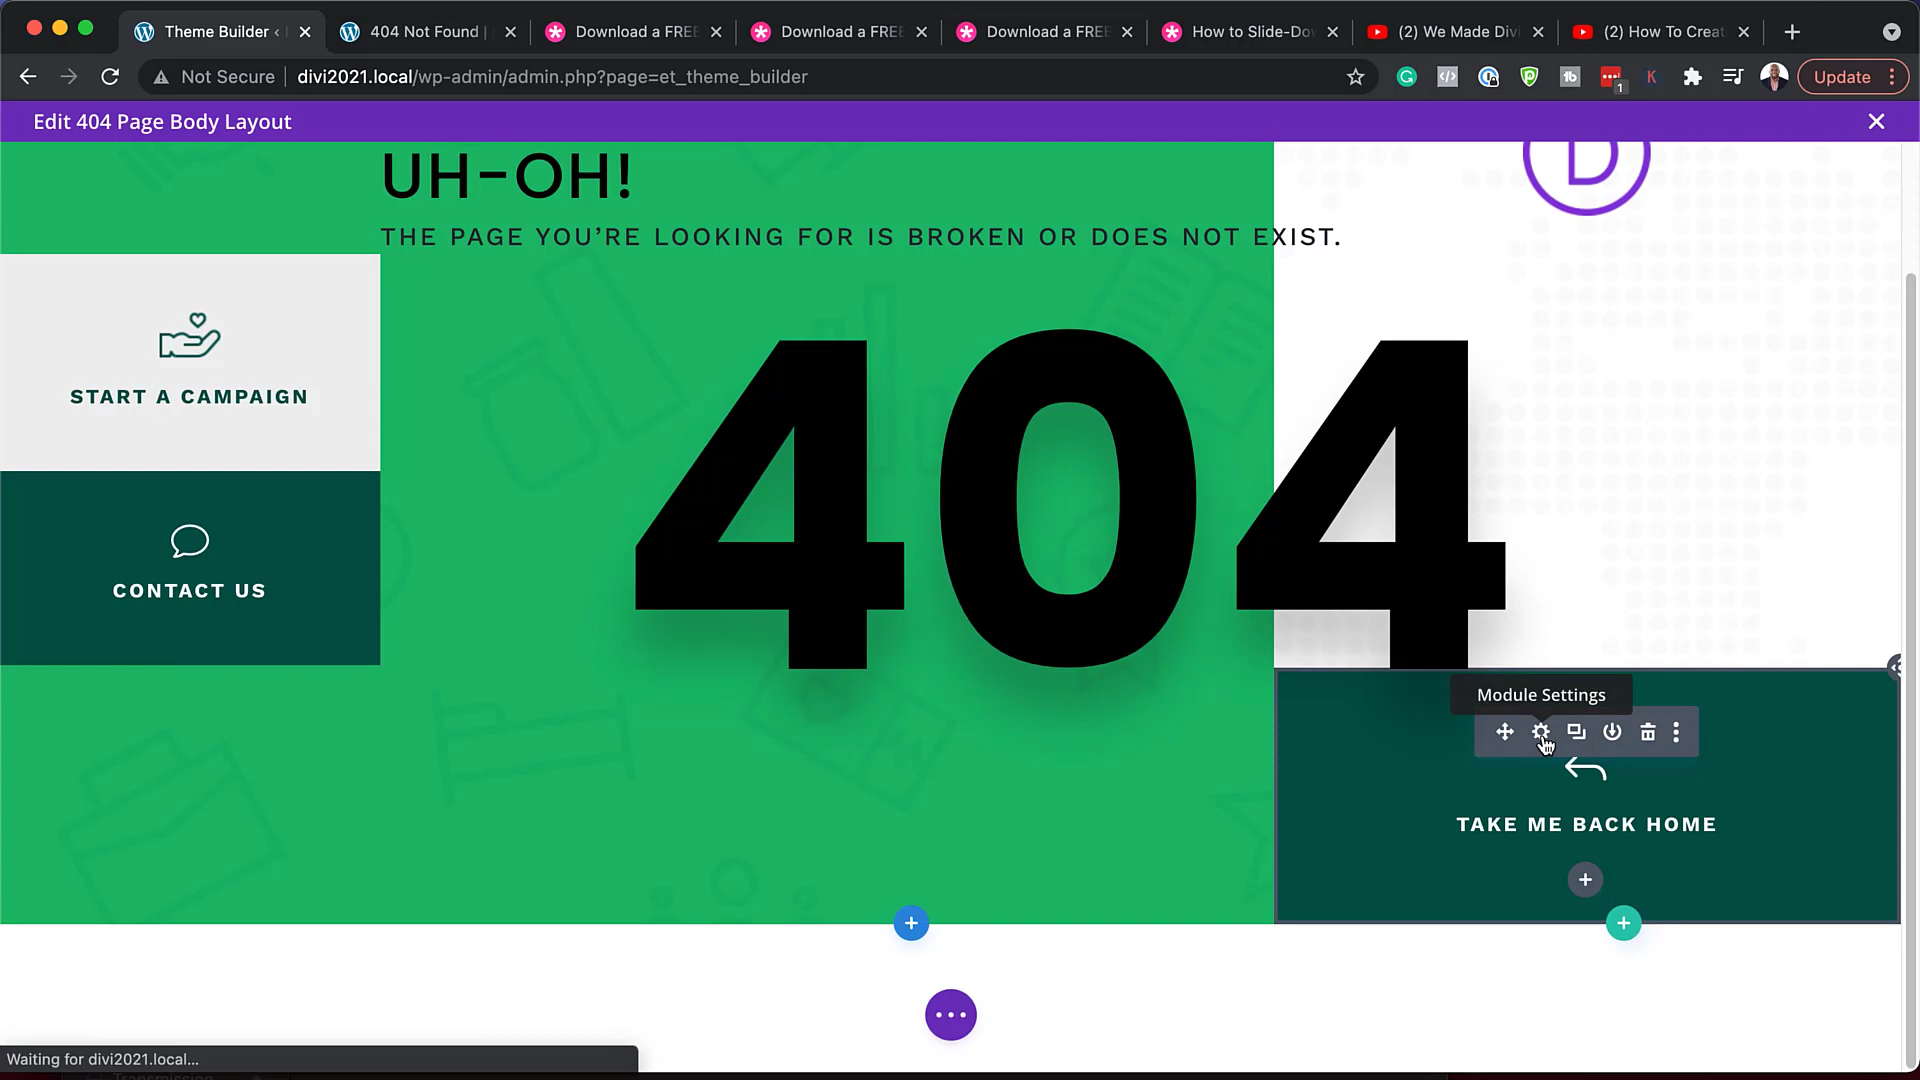 Theme Builder ‹
404 Not Found |
Download a FREE
Download a FREE
Download a FREE
How to Slide-Do
(2) We Made Divi
(2) How To Creat
Not Secure
divi2021.local/wp-admin/admin.php?page=et_theme_builder
1
Update
Edit 404 Page Body Layout
D
UH-OH!
THE PAGE YOU’RE LOOKING FOR IS BROKEN OR DOES NOT EXIST.
START A CAMPAIGN
404
CONTACT US
Module Settings
TAKE ME BACK HOME
Waiting for divi2021.local...
Transmission